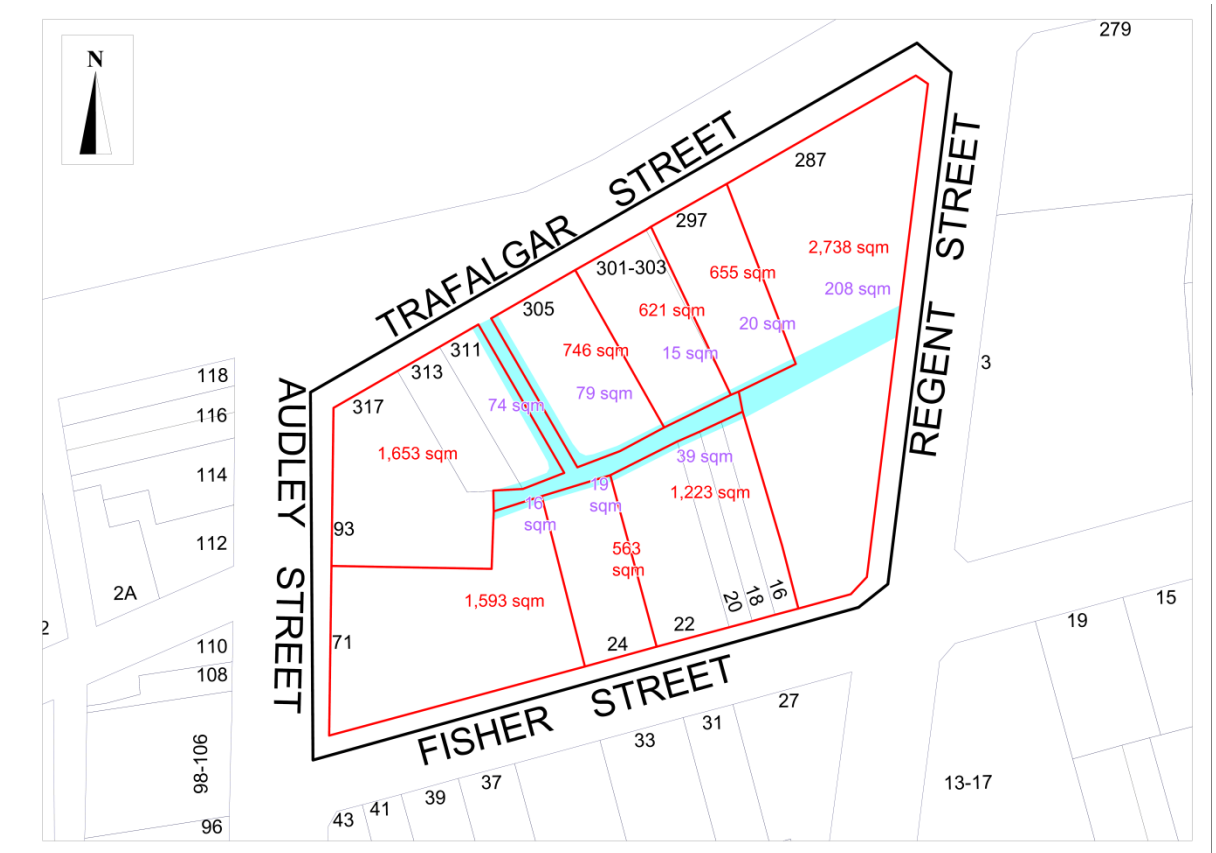 279
N
TRAFALGAR STREET
REGENT STREET
287
297
301-303
305
311
313
317
2,738 sqm
208 sqm
655 sqm
20 sqm
621 sqm
15 sqm
746 sqm
79 sqm
74 sqm
1,653 sqm
118
116
114
112
2A
2
110
108
98-106
96
AUDLEY STREET
93
71
3
39 sqm
1,223 sqm
19
sqm
16
sqm
563
sqm
1,593 sqm
24
22
20
18
16
FISHER STREET
15
19
27
31
33
37
39
41
43
13-17